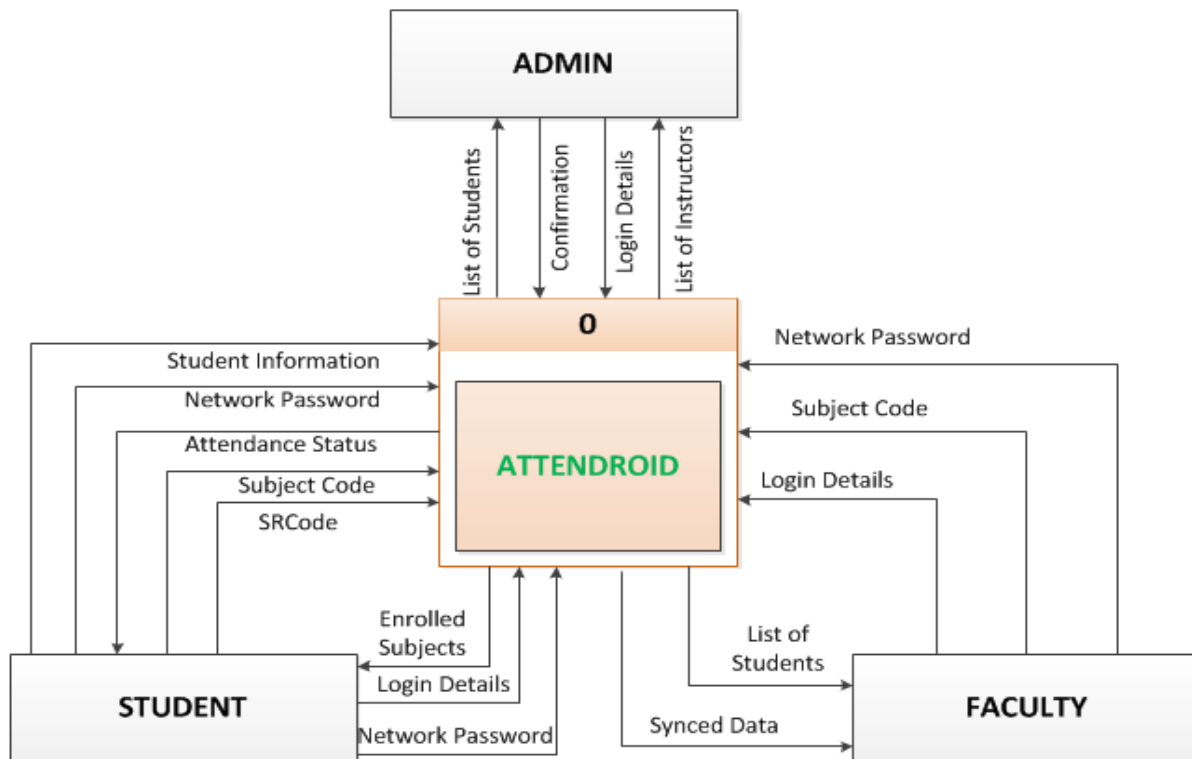 ADMIN
List of Students
Confirmation
Login Details
List of Instructors
0
ATTENDROID
Student Information
Network Password
Attendance Status
Subject Code
SRCode
Network Password
Subject Code
Login Details
Enrolled
Subjects
Login Details
Network Password
List of
Students
Synced Data
STUDENT
FACULTY